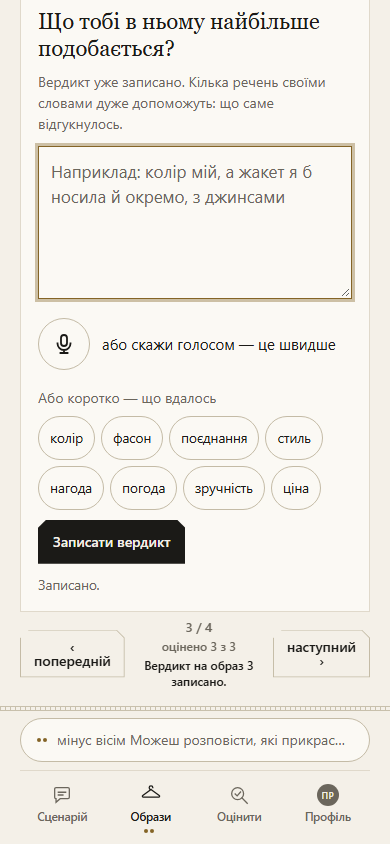 Що тобі в ньому найбільше
подобається?
Вердикт уже записано. Кілька речень своїми
словами дуже допоможуть: що саме
відгукнулось.
Наприклад: колір мій, а жакет я б
носила й окремо, з джинсами
або скажи голосом — це швидше
Або коротко — що вдалось
колір фасон поєднання стиль
нагода погода зручність ціна
Записати вердикт
Записано.
‹
попередній
3 / 4
оцінено 3 з 3
Вердикт на образ 3
записано.
наступний
›
мінус вісім Можеш розповісти, які прикрас...
Сценарій Образи Оцінити ПР Профіль